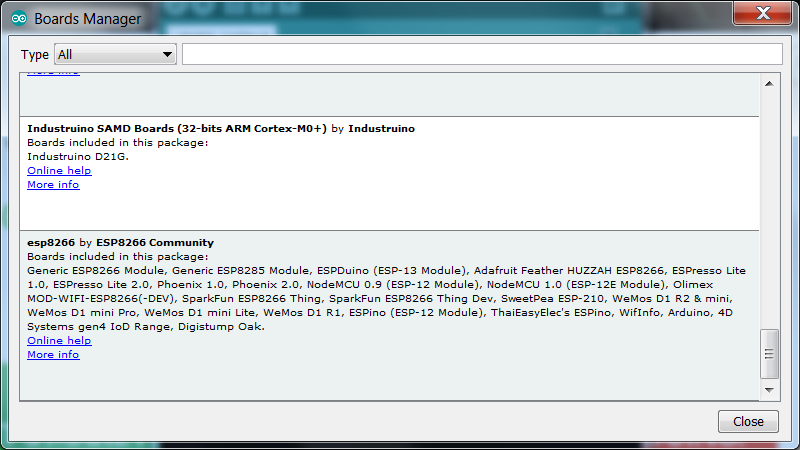 Boards Manager
Type All
More info
Industruino SAMD Boards (32-bits ARM Cortex-M0+) by Industruino
Boards included in this package:
Industruino D21G.
Online help
More info
esp8266 by ESP8266 Community
Boards included in this package:
Generic ESP8266 Module, Generic ESP8285 Module, ESPDuino (ESP-13 Module), Adafruit Feather HUZZAH ESP8266, ESPresso Lite
1.0, ESPresso Lite 2.0, Phoenix 1.0, Phoenix 2.0, NodeMCU 0.9 (ESP-12 Module), NodeMCU 1.0 (ESP-12E Module), Olimex
MOD-WIFI-ESP8266(-DEV), SparkFun ESP8266 Thing, SparkFun ESP8266 Thing Dev, SweetPea ESP-210, WeMos D1 R2 & mini,
WeMos D1 mini Pro, WeMos D1 mini Lite, WeMos D1 R1, ESPino (ESP-12 Module), ThaiEasyElec's ESPino, WifInfo, Arduino, 4D
Systems gen4 IoD Range, Digistump Oak.
Online help
More info
Close